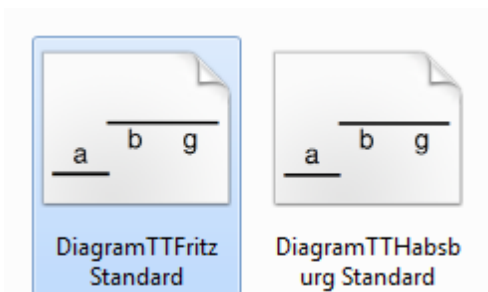 a b g
a b g
DiagramTTFritz
Standard
DiagramTTHabsb
urg Standard